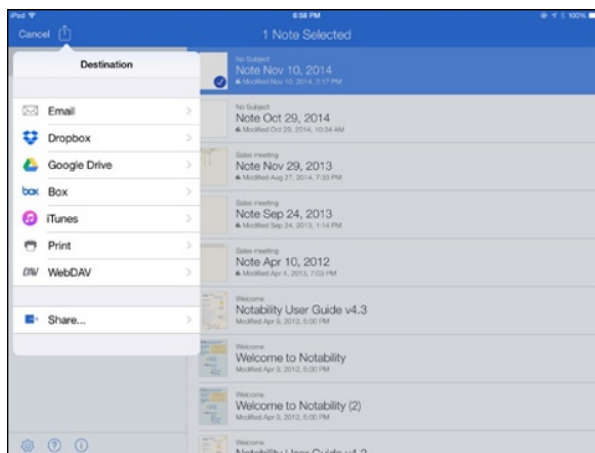 iPad
6:58 PM
100%
Cancel
1 Note Selected
Destination
Email
Dropbox
Google Drive
box Box
iTunes
Print
DAV WebDAV
Share...
No Subject
Note Nov 10, 2014
Modified Nov 10, 2014, 2:17 PM
No Subject
Note Oct 29, 2014
Modified Oct 29, 2014, 10:34 AM
Sales meeting
Note Nov 29, 2013
Modified Aug 27, 2014, 7:33 PM
Sales meeting
Note Sep 24, 2013
Modified Sep 24, 2013, 1:14 PM
Sales meeting
Note Apr 10, 2012
Modified Apr 4, 2013, 7:03 PM
Welcome
Notability User Guide v4.3
Modified Apr 9, 2012, 5:00 PM
Welcome
Welcome to Notability
Modified Apr 9, 2012, 5:00 PM
Welcome
Welcome to Notability (2)
Modified Apr 9, 2012, 5:00 PM
Welcome
Notability User Guide v4.2